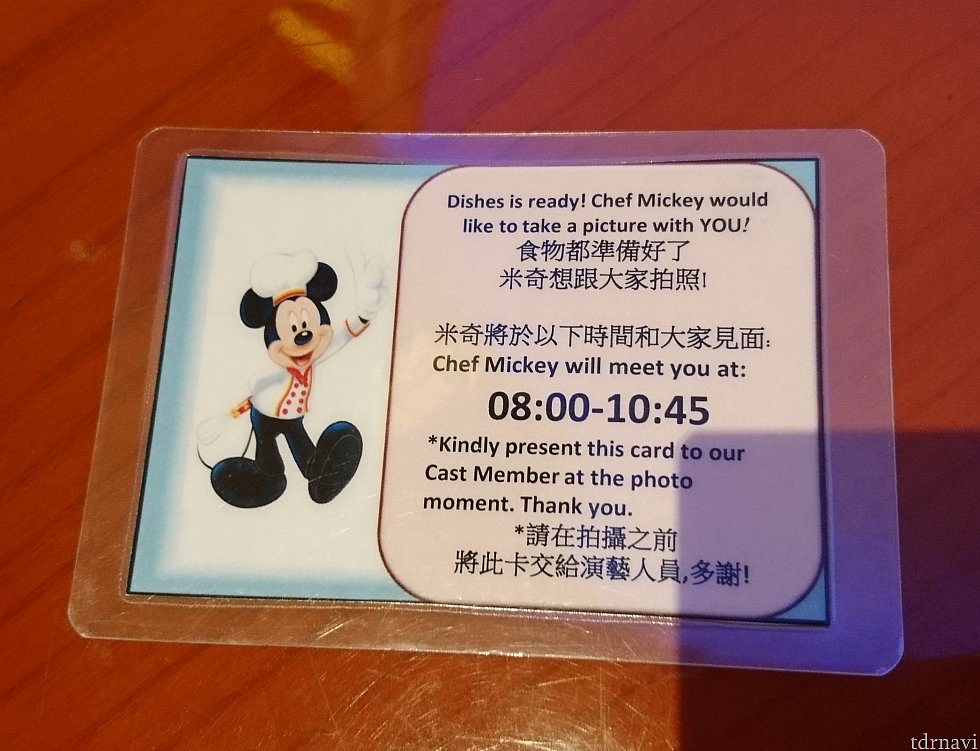 Dishes is ready! Chef Mickey would
like to take a picture with YOU!
食物都準備好了
米奇想跟大家拍照!
米奇將於以下時間和大家見面:
Chef Mickey will meet you at:
08:00-10:45
*Kindly present this card to our
Cast Member at the photo
moment. Thank you.
*請在拍攝之前
將此卡交給演藝人員,多謝!
tdrnavi